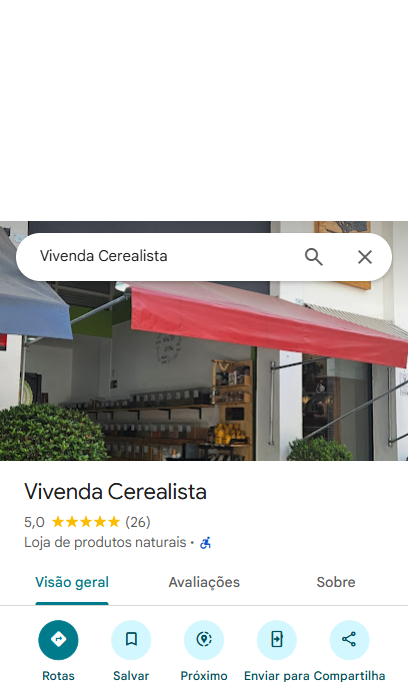 Vivenda Cerealista
Vivenda Cerealista
5,0 (26)
Loja de produtos naturais ·
Visão geral Avaliações Sobre
Rotas Salvar Próximo Enviar para Compartilha